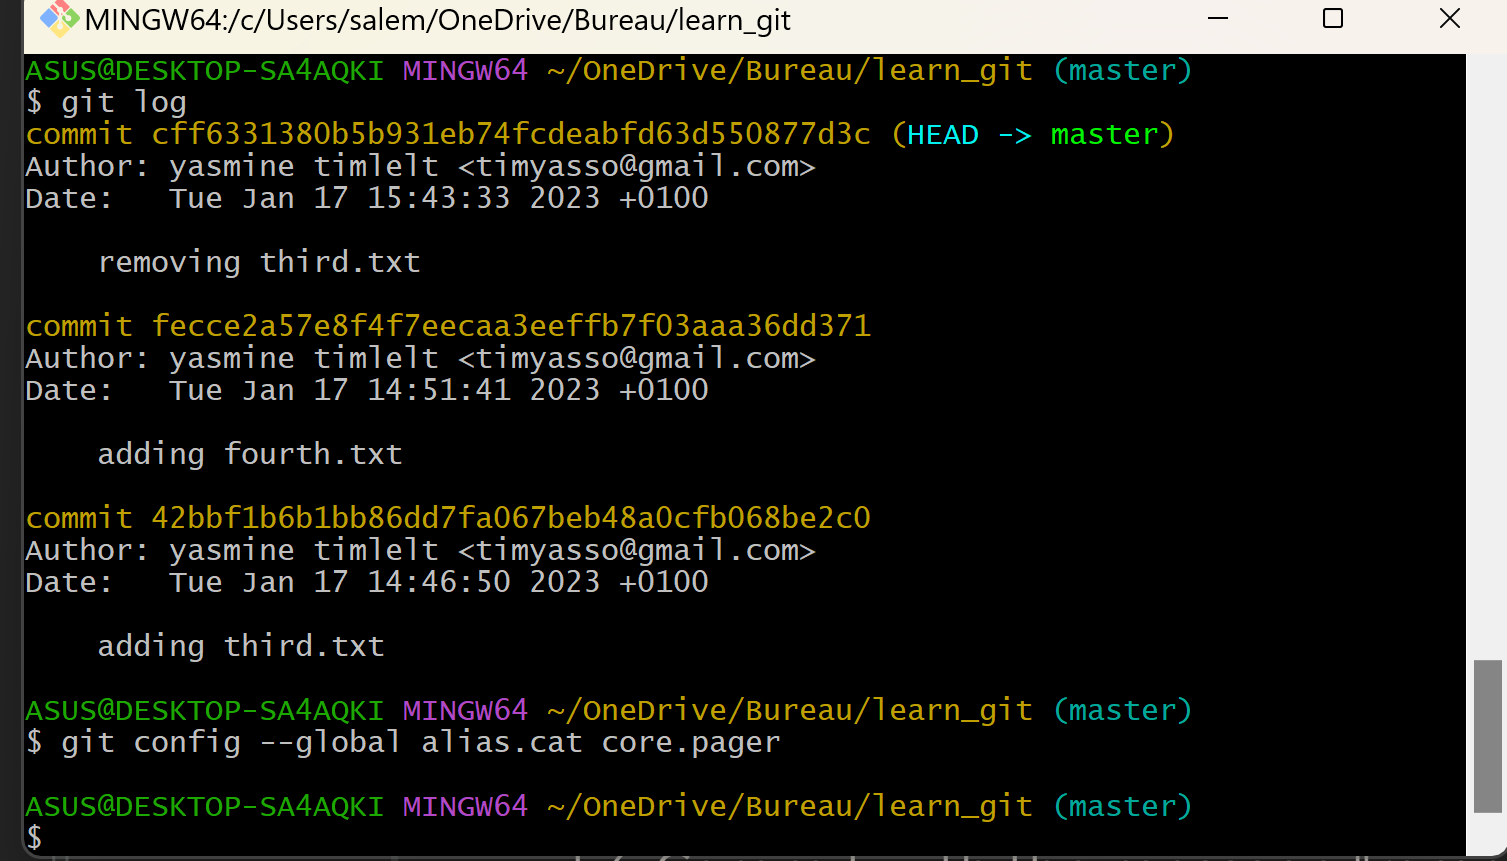 MINGW64:/c/Users/salem/OneDrive/Bureau/learn_git
ASUS@DESKTOP-SA4AQKI MINGW64 ~/OneDrive/Bureau/learn_git (master)
$ git log
commit cff6331380b5b931eb74fcdeabfd63d550877d3c (HEAD -> master)
Author: yasmine timlelt <timyasso@gmail.com>
Date:   Tue Jan 17 15:43:33 2023 +0100
    removing third.txt
commit fecce2a57e8f4f7eecaa3eeffb7f03aaa36dd371
Author: yasmine timlelt <timyasso@gmail.com>
Date:   Tue Jan 17 14:51:41 2023 +0100
    adding fourth.txt
commit 42bbf1b6b1bb86dd7fa067beb48a0cfb068be2c0
Author: yasmine timlelt <timyasso@gmail.com>
Date:   Tue Jan 17 14:46:50 2023 +0100
    adding third.txt
ASUS@DESKTOP-SA4AQKI MINGW64 ~/OneDrive/Bureau/learn_git (master)
$ git config --global alias.cat core.pager
ASUS@DESKTOP-SA4AQKI MINGW64 ~/OneDrive/Bureau/learn_git (master)
$